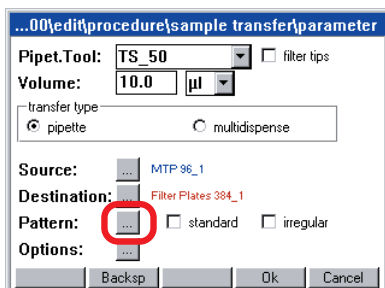 ...00\edit\procedure\sample transfer\parameter
Pipet.Tool: TS_50 filter tips
Volume: 10.0 µl
transfer type
pipette multidispense
Source: ... MTP 96_1
Destination: ... Filter Plates 384_1
Pattern: ... standard irregular
Options: ...
Backsp Ok Cancel